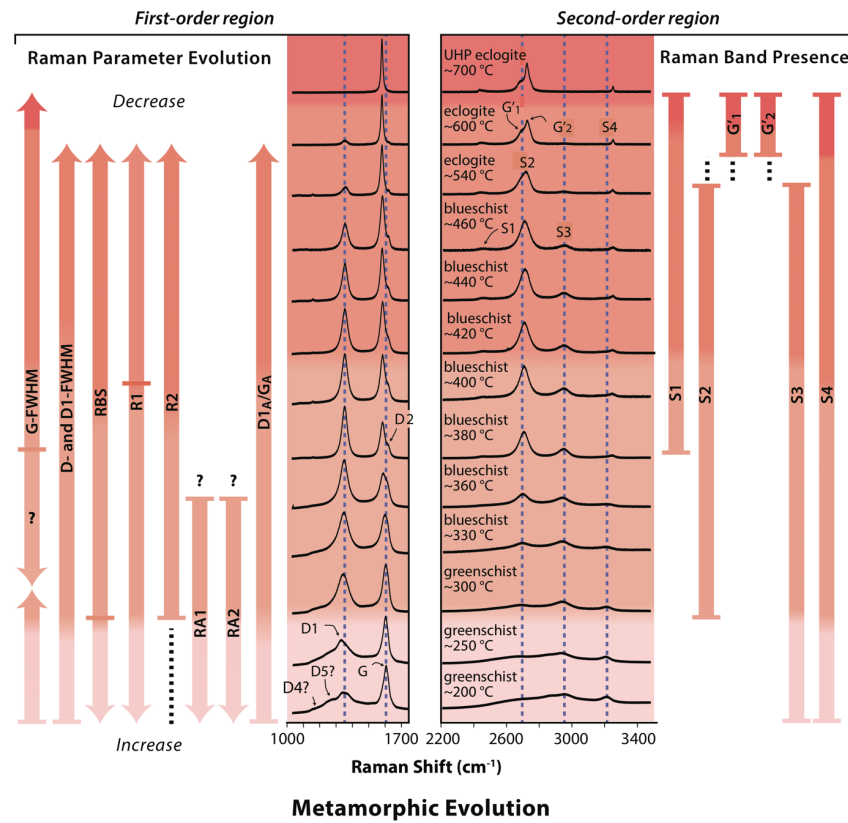 First-order region
Second-order region
Raman Parameter Evolution
Raman Band Presence
Decrease
UHP eclogite
~700 °C
eclogite
~600 °C
eclogite
~540 °C
blueschist
~460 °C
blueschist
~440 °C
blueschist
~420 °C
blueschist
~400 °C
blueschist
~380 °C
blueschist
~360 °C
blueschist
~330 °C
greenschist
~300 °C
greenschist
~250 °C
greenschist
~200 °C
G'1
G'2
S4
S2
S1
S3
G-FWHM
?
D- and D1-FWHM
RBS
R1
R2
?
RA1
?
RA2
D1A/GA
D2
D1
D5?
D4?
G
S1
S2
G'1
G'2
S3
S4
Increase
1000
1700
2200
2600
3000
3400
Raman Shift (cm-1)
Metamorphic Evolution